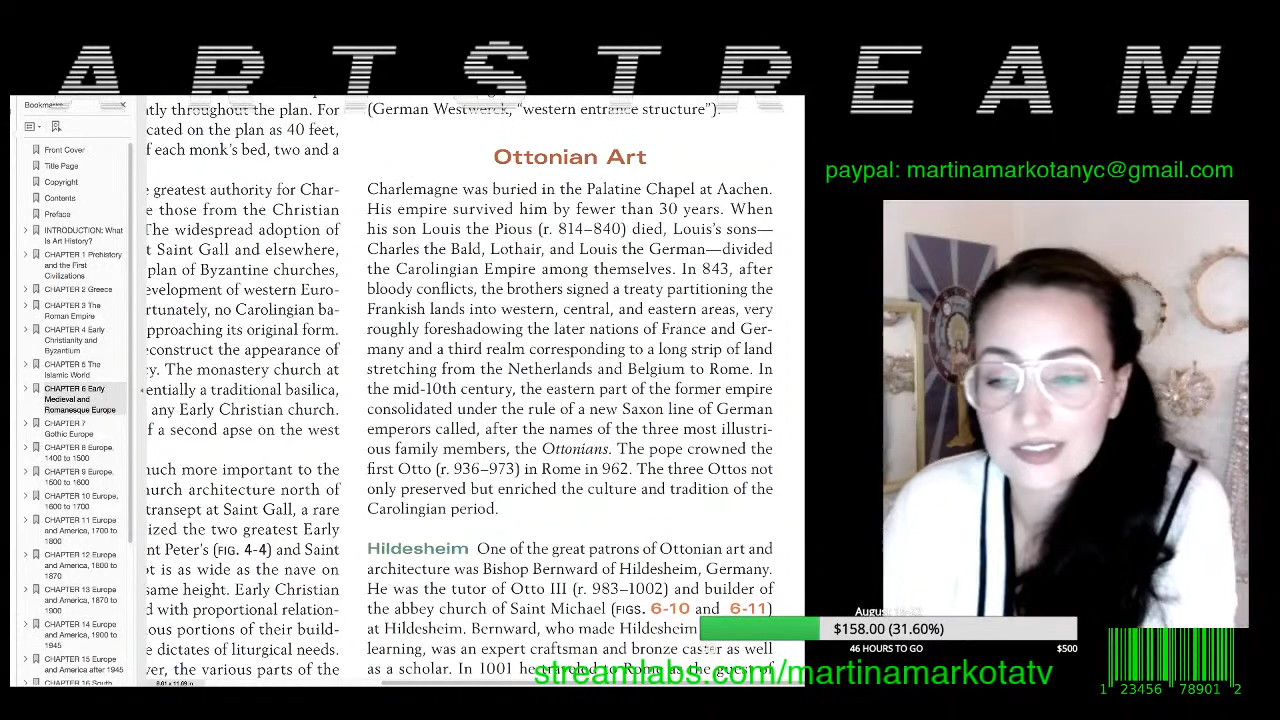 ARTSTREAM
Bookmarks
Front Cover
Title Page
Copyright
Contents
Preface
INTRODUCTION: What
Is Art History?
CHAPTER 1 Prehistory
and the First
Civilizations
CHAPTER 2 Greece
CHAPTER 3 The
Roman Empire
CHAPTER 4 Early
Christianity and
Byzantium
CHAPTER 5 The
Islamic World
CHAPTER 6 Early
Medieval and
Romanesque Europe
CHAPTER 7
Gothic Europe
CHAPTER 8 Europe,
1400 to 1500
CHAPTER 9 Europe,
1500 to 1600
CHAPTER 10 Europe,
1600 to 1700
CHAPTER 11 Europe
and America, 1700 to
1800
CHAPTER 12 Europe
and America, 1800 to
1870
CHAPTER 13 Europe
and America, 1870 to
1900
CHAPTER 14 Europe
and America, 1900 to
1945
CHAPTER 15 Europe
and America after 1945
CHAPTER 16 South
tly throughout the plan. For
cated on the plan as 40 feet,
f each monk's bed, two and a
e greatest authority for Char-
e those from the Christian
The widespread adoption of
t Saint Gall and elsewhere,
plan of Byzantine churches,
evelopment of western Euro-
rtunately, no Carolingian ba-
pproaching its original form.
econstruct the appearance of
y. The monastery church at
entially a traditional basilica,
any Early Christian church.
f a second apse on the west
nuch more important to the
hurch architecture north of
transept at Saint Gall, a rare
ized the two greatest Early
nt Peter's (FIG. 4-4) and Saint
pt is as wide as the nave on
same height. Early Christian
d with proportional relation-
ous portions of their build-
e dictates of liturgical needs.
ver, the various parts of the
(German Westwerck, "western entrance structure").
Ottonian Art
Charlemagne was buried in the Palatine Chapel at Aachen.
His empire survived him by fewer than 30 years. When
his son Louis the Pious (r. 814–840) died, Louis's sons—
Charles the Bald, Lothair, and Louis the German—divided
the Carolingian Empire among themselves. In 843, after
bloody conflicts, the brothers signed a treaty partitioning the
Frankish lands into western, central, and eastern areas, very
roughly foreshadowing the later nations of France and Ger-
many and a third realm corresponding to a long strip of land
stretching from the Netherlands and Belgium to Rome. In
the mid-10th century, the eastern part of the former empire
consolidated under the rule of a new Saxon line of German
emperors called, after the names of the three most illustri-
ous family members, the Ottonians. The pope crowned the
first Otto (r. 936–973) in Rome in 962. The three Ottos not
only preserved but enriched the culture and tradition of the
Carolingian period.
Hildesheim One of the great patrons of Ottonian art and
architecture was Bishop Bernward of Hildesheim, Germany.
He was the tutor of Otto III (r. 983–1002) and builder of
the abbey church of Saint Michael (FIGS. 6-10 and 6-11)
at Hildesheim. Bernward, who made Hildesheim
learning, was an expert craftsman and bronze caster as well
as a scholar. In 1001 he traveled to Rome as the guest of
paypal: martinamarkotanyc@gmail.com
August
$158.00 (31.60%)
46 HOURS TO GO
$500
streamlabs.com/martinamarkotatv
1 23456 78901 2